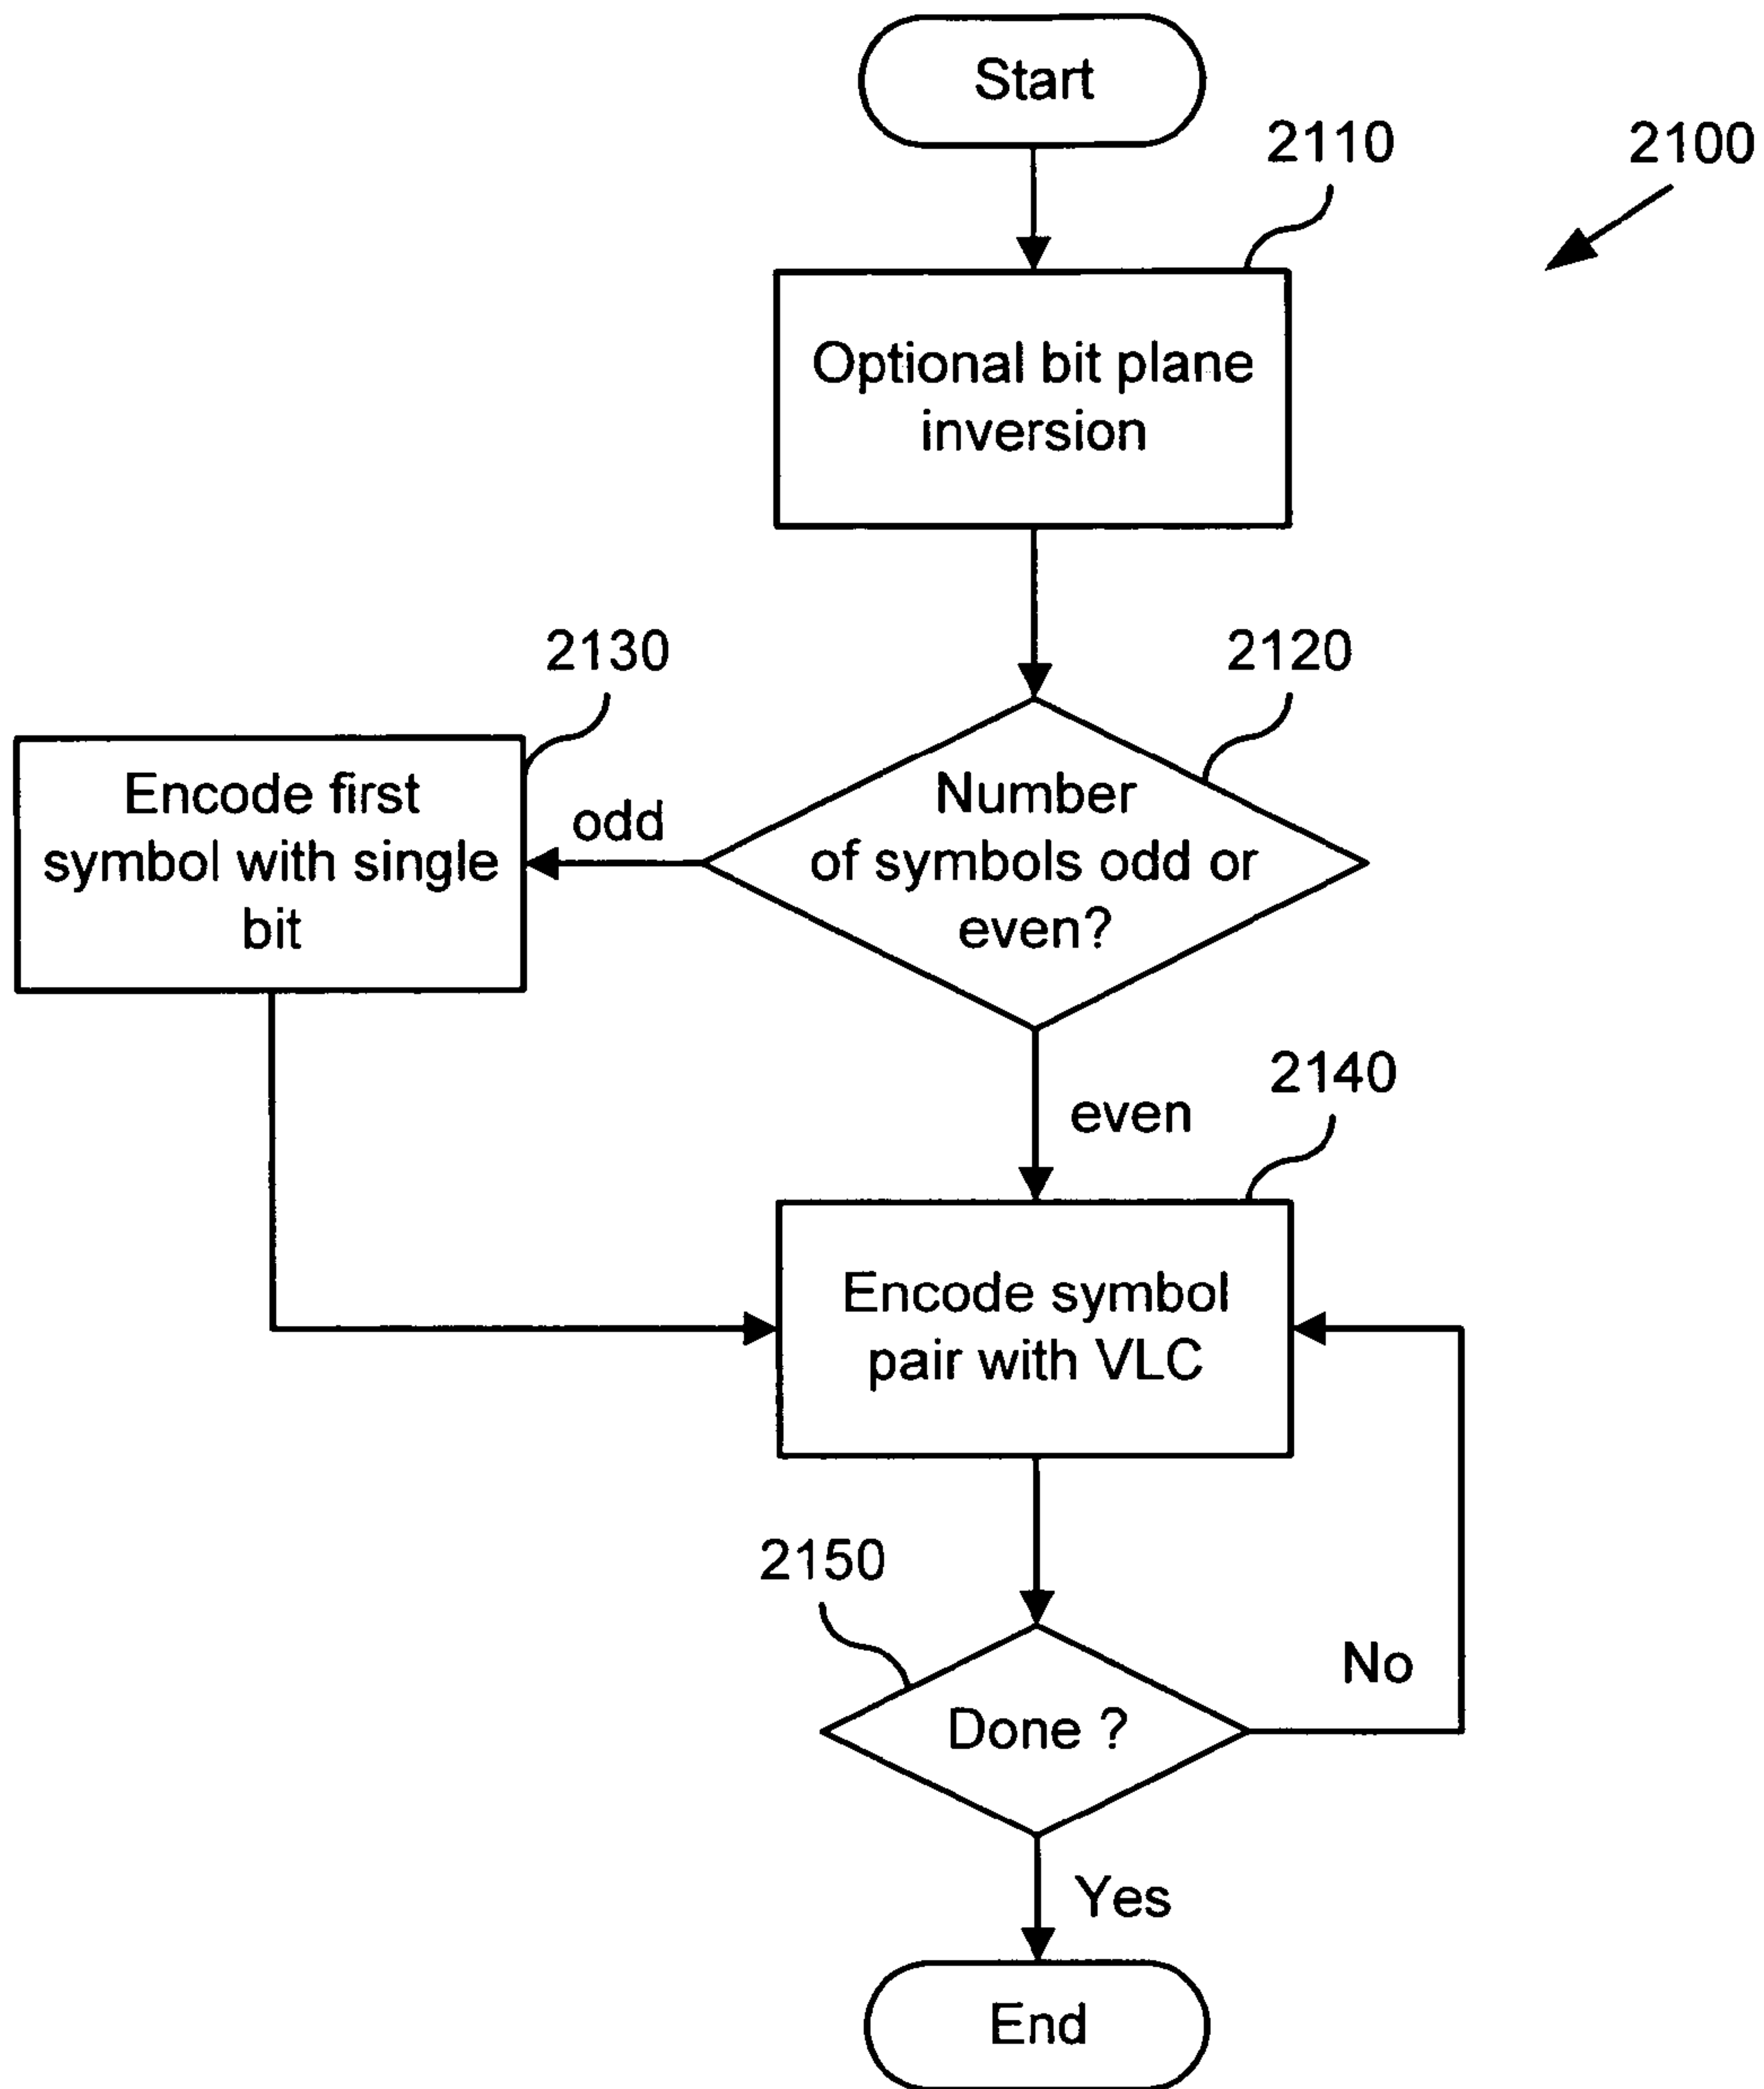 Start
2110
2100
Optional bit plane
inversion
2130
2120
Encode first
symbol with single
bit
odd
Number
of symbols odd or
even?
even
2140
Encode symbol
pair with VLC
2150
Done ?
No
Yes
End